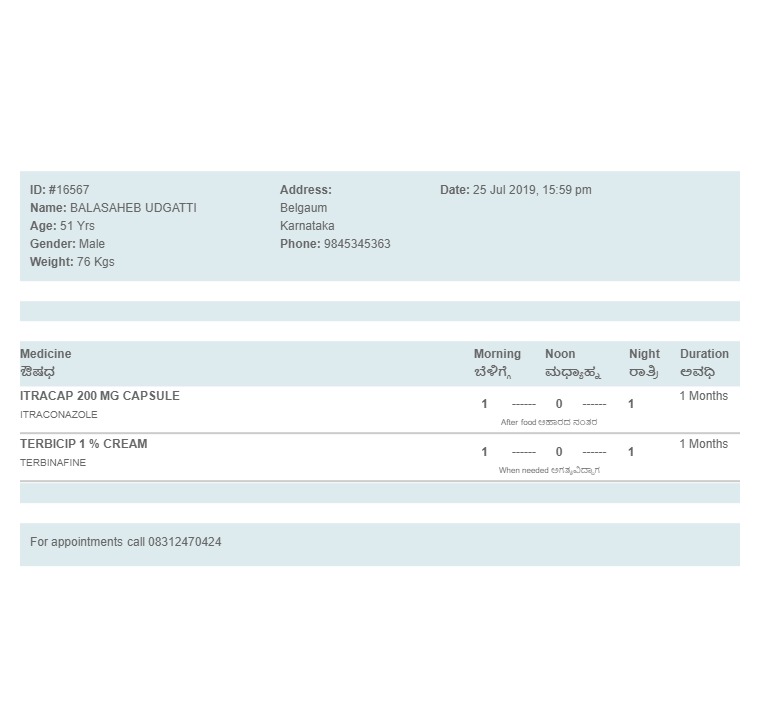 ID: #16567
Name: BALASAHEB UDGATTI
Age: 51 Yrs
Gender: Male
Weight: 76 Kgs
Address:
Belgaum
Karnataka
Phone: 9845345363
Date: 25 Jul 2019, 15:59 pm
Medicine Morning Noon Night Duration
ಔಷಧ ಬೆಳಿಗ್ಗೆ ಮಧ್ಯಾಹ್ನ ರಾತ್ರಿ ಅವಧಿ
ITRACAP 200 MG CAPSULE 1 Months
1 ------ 0 ------ 1
ITRACONAZOLE
After food ಆಹಾರದ ನಂತರ
TERBICIP 1 % CREAM 1 Months
1 ------ 0 ------ 1
TERBINAFINE
When needed
For appointments call 08312470424